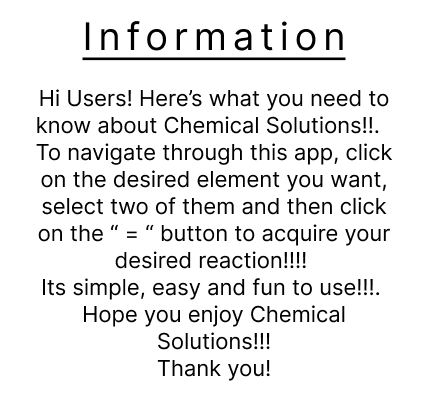 Information
Hi Users! Here’s what you need to
know about Chemical Solutions!!.
To navigate through this app, click
on the desired element you want,
select two of them and then click
on the “ = “ button to acquire your
desired reaction!!!!
Its simple, easy and fun to use!!!.
Hope you enjoy Chemical
Solutions!!!
Thank you!